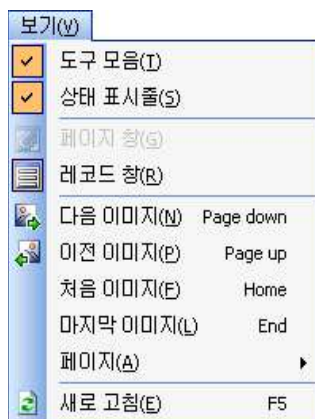 보기(V)
도구 모음(T)
상태 표시줄(S)
페이지 창(G)
레코드 창(R)
다음 이미지(N) Page down
이전 이미지(P) Page up
처음 이미지(F) Home
마지막 이미지(L) End
페이지(A)
새로 고침(E) F5